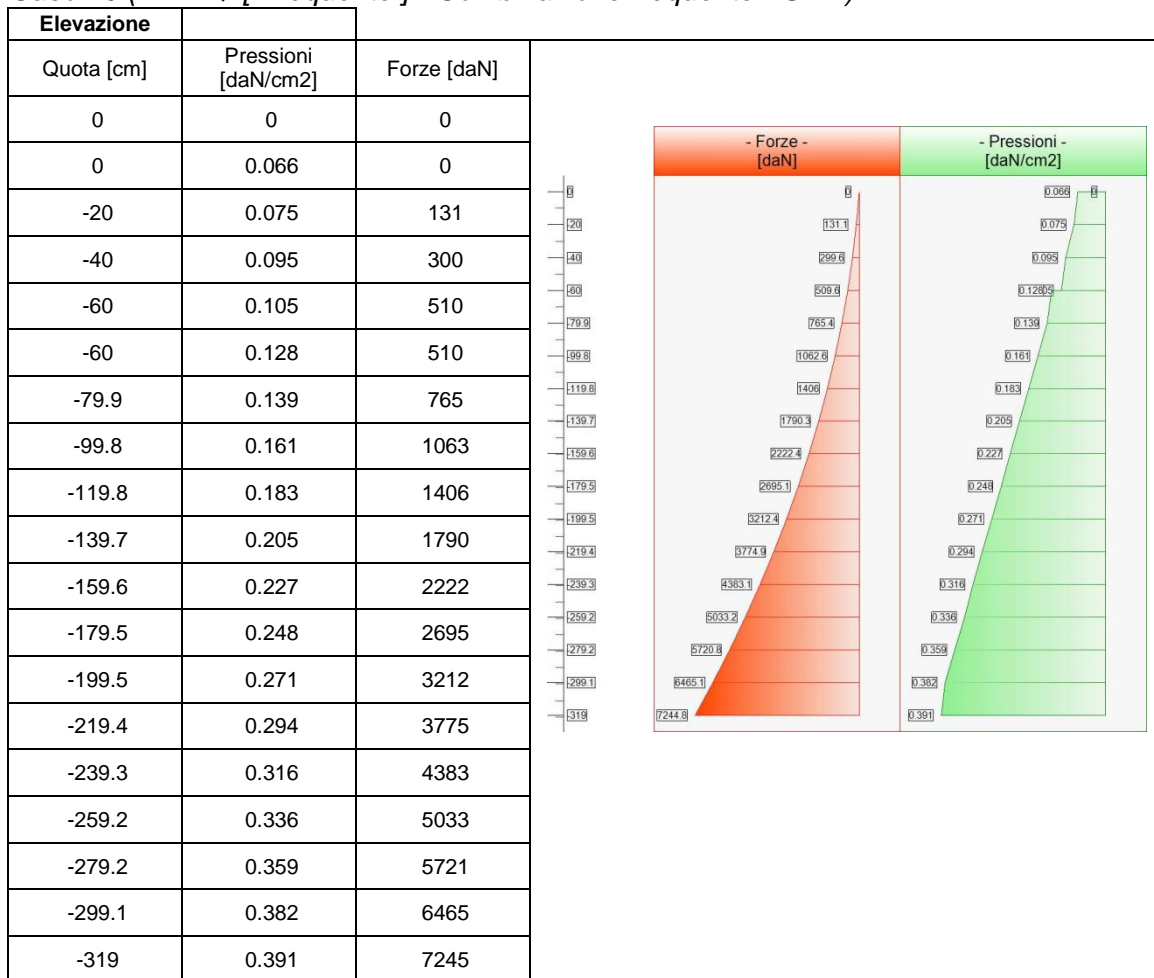 Elevazione
Quota [cm] Pressioni [daN/cm2] Forze [daN]
0 0 0
0 0.066 0
-20 0.075 131
-40 0.095 300
-60 0.105 510
-60 0.128 510
-79.9 0.139 765
-99.8 0.161 1063
-119.8 0.183 1406
-139.7 0.205 1790
-159.6 0.227 2222
-179.5 0.248 2695
-199.5 0.271 3212
-219.4 0.294 3775
-239.3 0.316 4383
-259.2 0.336 5033
-279.2 0.359 5721
-299.1 0.382 6465
-319 0.391 7245
- Forze - - Pressioni -
[daN] [daN/cm2]
0 0 0.066 0
-20 131.1 0.075
-40 299.6 0.095
-60 509.6 0.128
-79.9 765.4 0.139
-99.8 1062.6 0.161
-119.8 1406 0.183
-139.7 1790.3 0.205
-159.6 2222.4 0.227
-179.5 2695.1 0.248
-199.5 3212.4 0.271
-219.4 3774.9 0.294
-239.3 4383.1 0.316
-259.2 5033.2 0.336
-279.2 5720.8 0.359
-299.1 6465.1 0.382
-319 7244.8 0.391